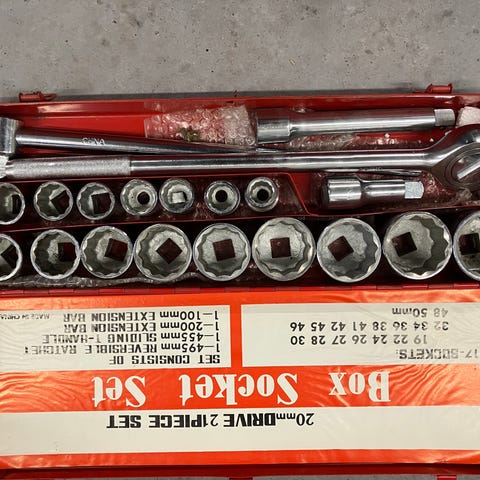 20mmDRIVE 21PIECE SET
Box Socket Set
17-SOCKETS
19 22 24 26 27 28 30
32 34 36 38 41 42 45 46
48 50mm
SET CONSISTS OF
1—495mm REVERSIBLE RATCHET
1—455mm SLIDING T-HANDLE
1—200mm EXTENSION BAR
1—100mm EXTENSION BAR
MADE IN CHINA